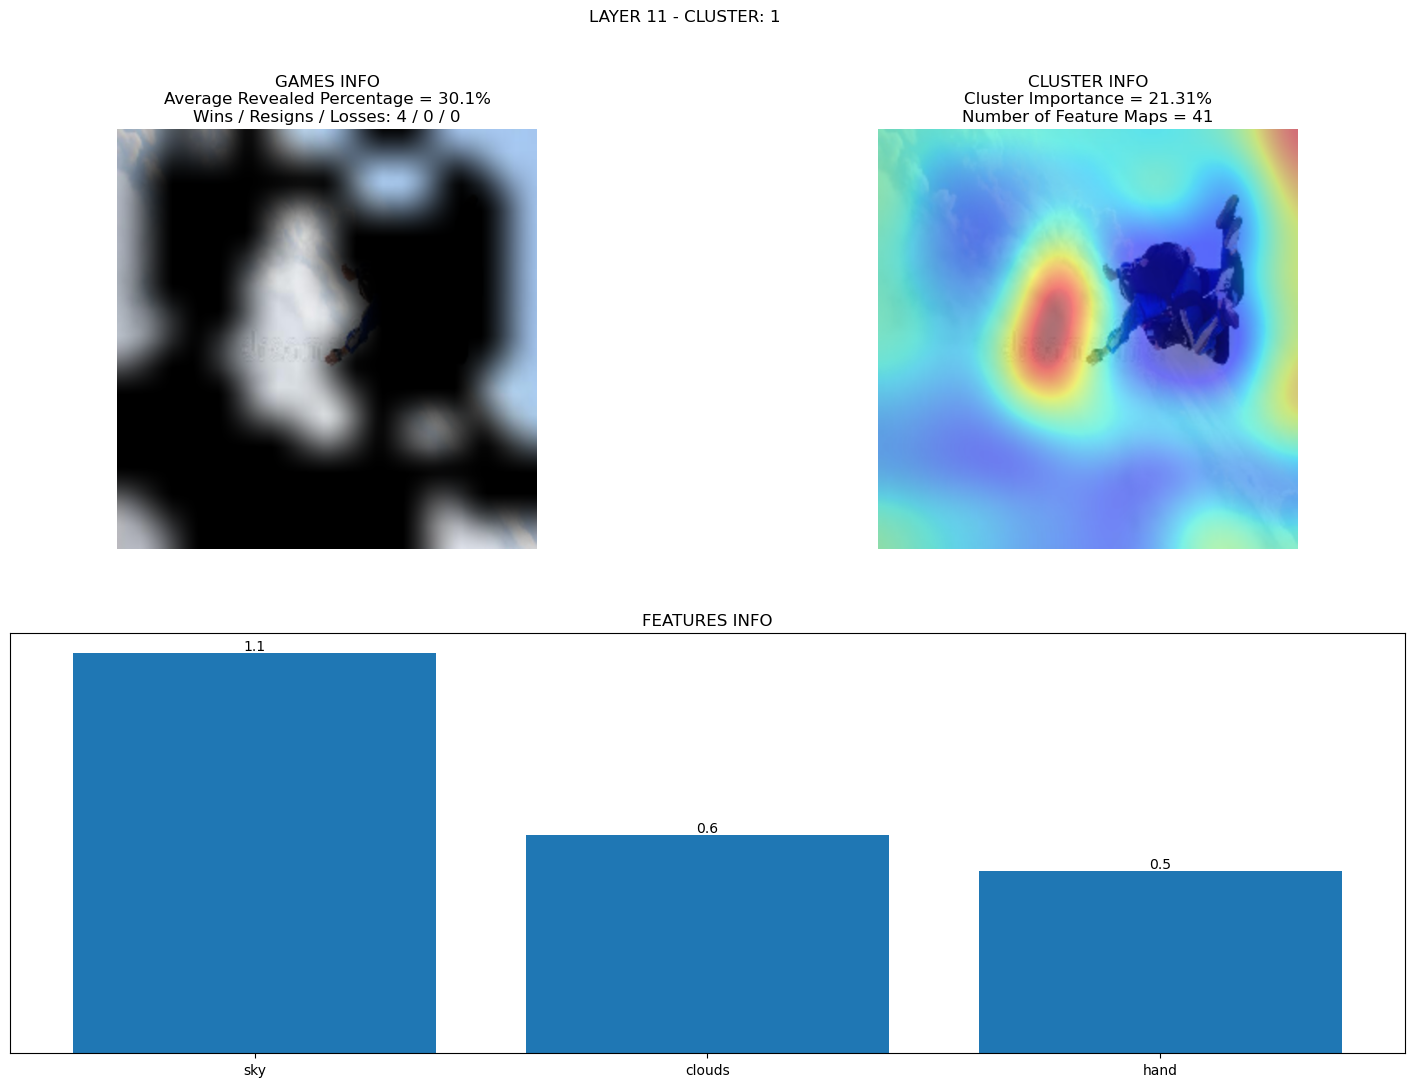 LAYER 11 - CLUSTER: 1
GAMES INFO
Average Revealed Percentage = 30.1%
Wins / Resigns / Losses: 4 / 0 / 0
CLUSTER INFO
Cluster Importance = 21.31%
Number of Feature Maps = 41
FEATURES INFO
1.1
0.6
0.5
sky
clouds
hand